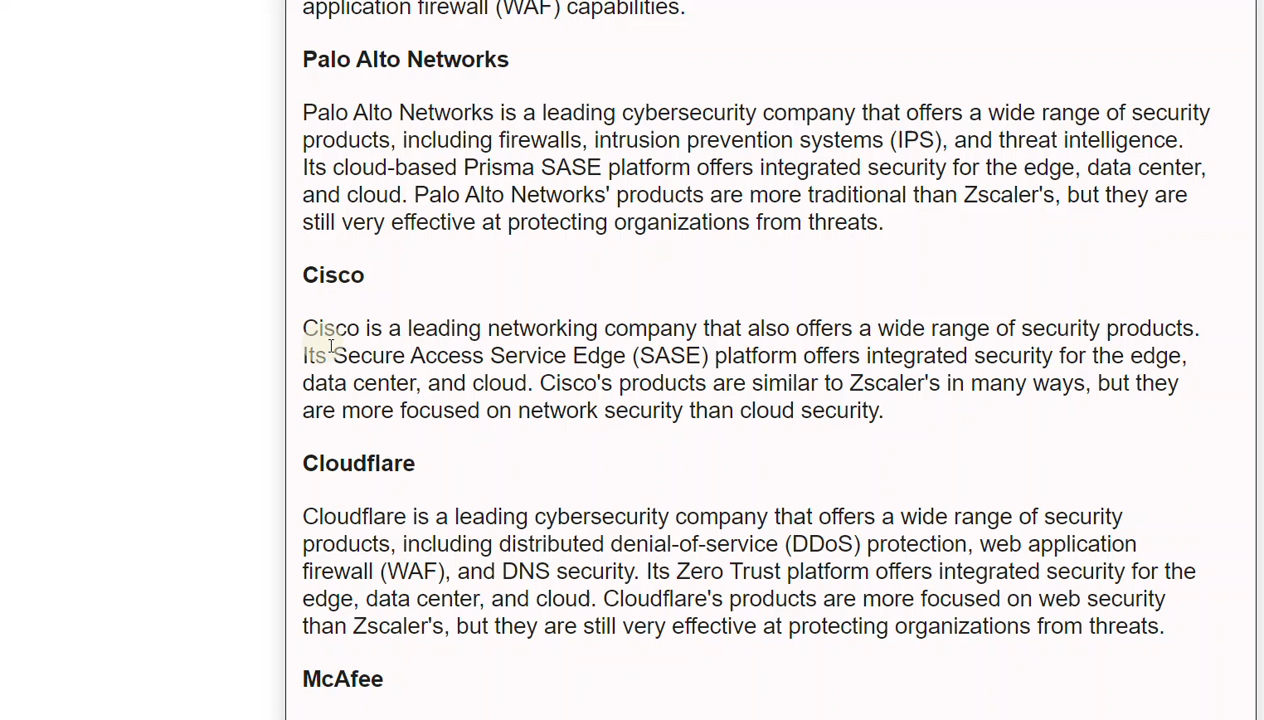 application firewall (WAF) capabilities.
Palo Alto Networks
Palo Alto Networks is a leading cybersecurity company that offers a wide range of security
products, including firewalls, intrusion prevention systems (IPS), and threat intelligence.
Its cloud-based Prisma SASE platform offers integrated security for the edge, data center,
and cloud. Palo Alto Networks' products are more traditional than Zscaler's, but they are
still very effective at protecting organizations from threats.
Cisco
Cisco is a leading networking company that also offers a wide range of security products.
Its Secure Access Service Edge (SASE) platform offers integrated security for the edge,
data center, and cloud. Cisco's products are similar to Zscaler's in many ways, but they
are more focused on network security than cloud security.
Cloudflare
Cloudflare is a leading cybersecurity company that offers a wide range of security
products, including distributed denial-of-service (DDoS) protection, web application
firewall (WAF), and DNS security. Its Zero Trust platform offers integrated security for the
edge, data center, and cloud. Cloudflare's products are more focused on web security
than Zscaler's, but they are still very effective at protecting organizations from threats.
McAfee